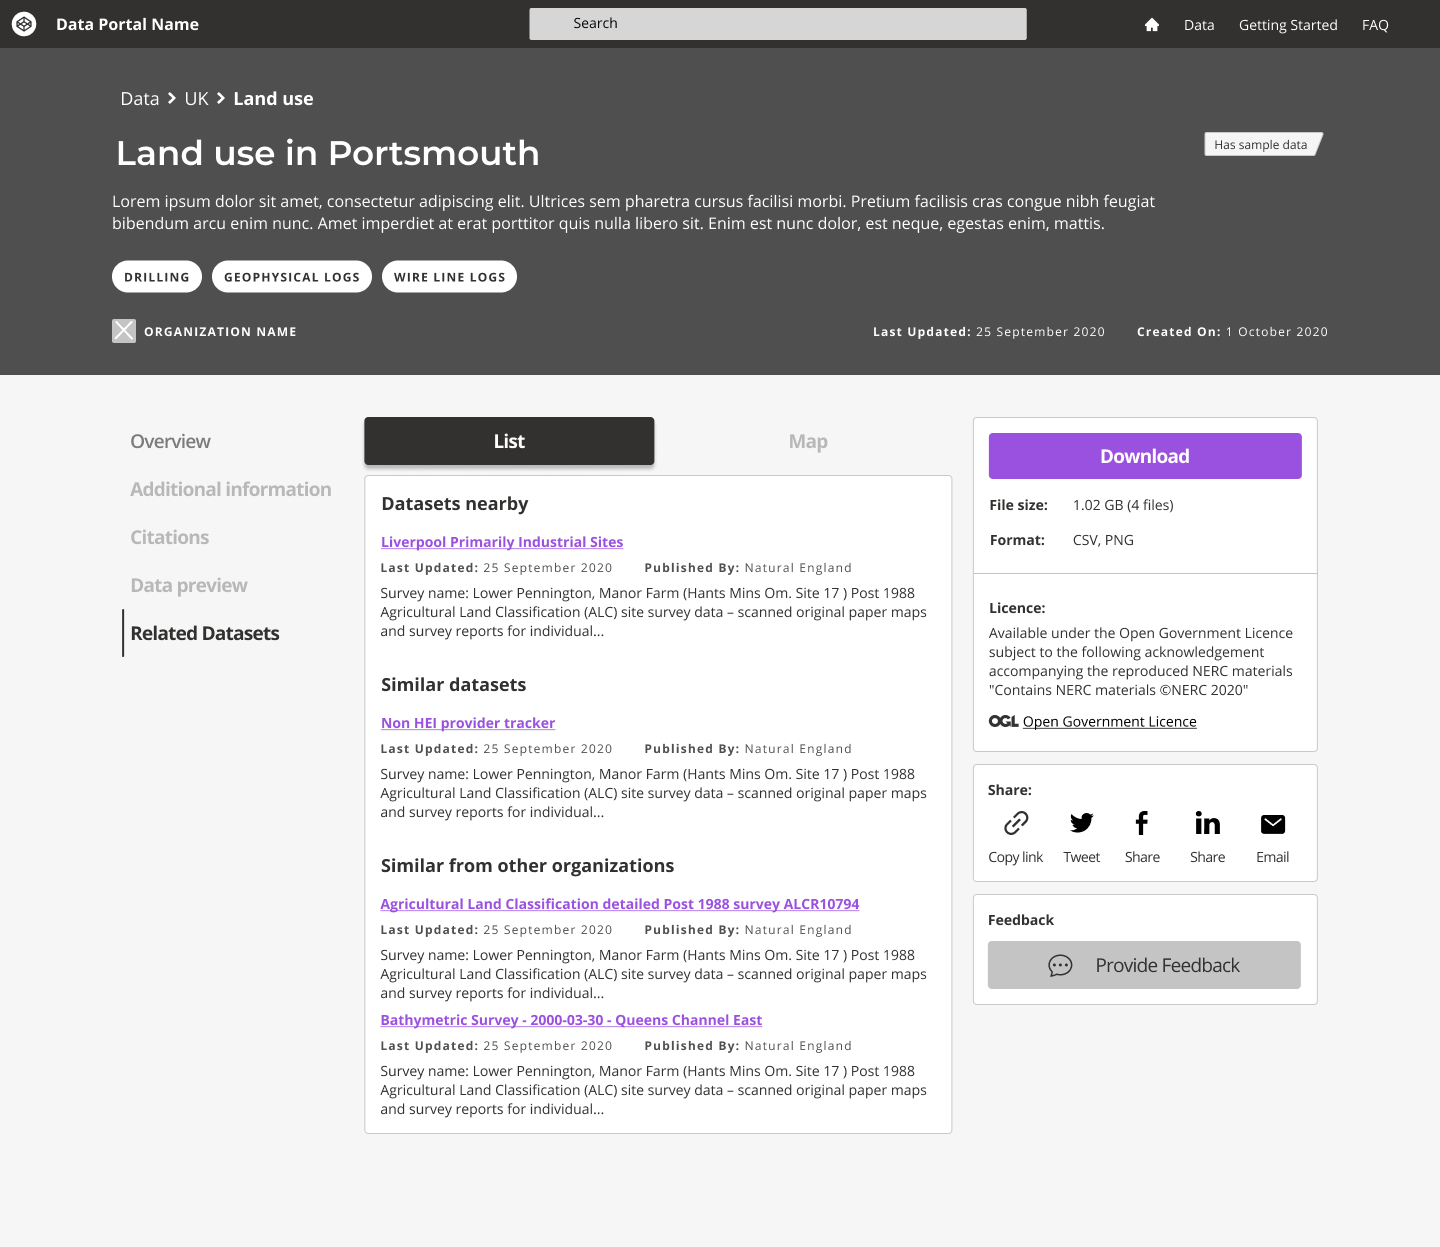 Data Portal Name
Search
Data
Getting Started
FAQ
Data > UK > Land use
Land use in Portsmouth
Has sample data
Lorem ipsum dolor sit amet, consectetur adipiscing elit. Ultrices sem pharetra cursus facilisi morbi. Pretium facilisis cras congue nibh feugiat
bibendum arcu enim nunc. Amet imperdiet at erat porttitor quis nulla libero sit. Enim est nunc dolor, est neque, egestas enim, mattis.
DRILLING
GEOPHYSICAL LOGS
WIRE LINE LOGS
ORGANIZATION NAME
Last Updated: 25 September 2020
Created On: 1 October 2020
Overview
Additional information
Citations
Data preview
Related Datasets
List
Map
Datasets nearby
Liverpool Primarily Industrial Sites
Last Updated: 25 September 2020 Published By: Natural England
Survey name: Lower Pennington, Manor Farm (Hants Mins Om. Site 17 ) Post 1988
Agricultural Land Classification (ALC) site survey data – scanned original paper maps
and survey reports for individual...
Similar datasets
Non HEI provider tracker
Last Updated: 25 September 2020 Published By: Natural England
Survey name: Lower Pennington, Manor Farm (Hants Mins Om. Site 17 ) Post 1988
Agricultural Land Classification (ALC) site survey data – scanned original paper maps
and survey reports for individual...
Similar from other organizations
Agricultural Land Classification detailed Post 1988 survey ALCR10794
Last Updated: 25 September 2020 Published By: Natural England
Survey name: Lower Pennington, Manor Farm (Hants Mins Om. Site 17 ) Post 1988
Agricultural Land Classification (ALC) site survey data – scanned original paper maps
and survey reports for individual...
Bathymetric Survey - 2000-03-30 - Queens Channel East
Last Updated: 25 September 2020 Published By: Natural England
Survey name: Lower Pennington, Manor Farm (Hants Mins Om. Site 17 ) Post 1988
Agricultural Land Classification (ALC) site survey data – scanned original paper maps
and survey reports for individual...
Download
File size: 1.02 GB (4 files)
Format: CSV, PNG
Licence:
Available under the Open Government Licence
subject to the following acknowledgement
accompanying the reproduced NERC materials
"Contains NERC materials ©NERC 2020"
OGL Open Government Licence
Share:
Copy link
Tweet
Share
Share
Email
Feedback
Provide Feedback